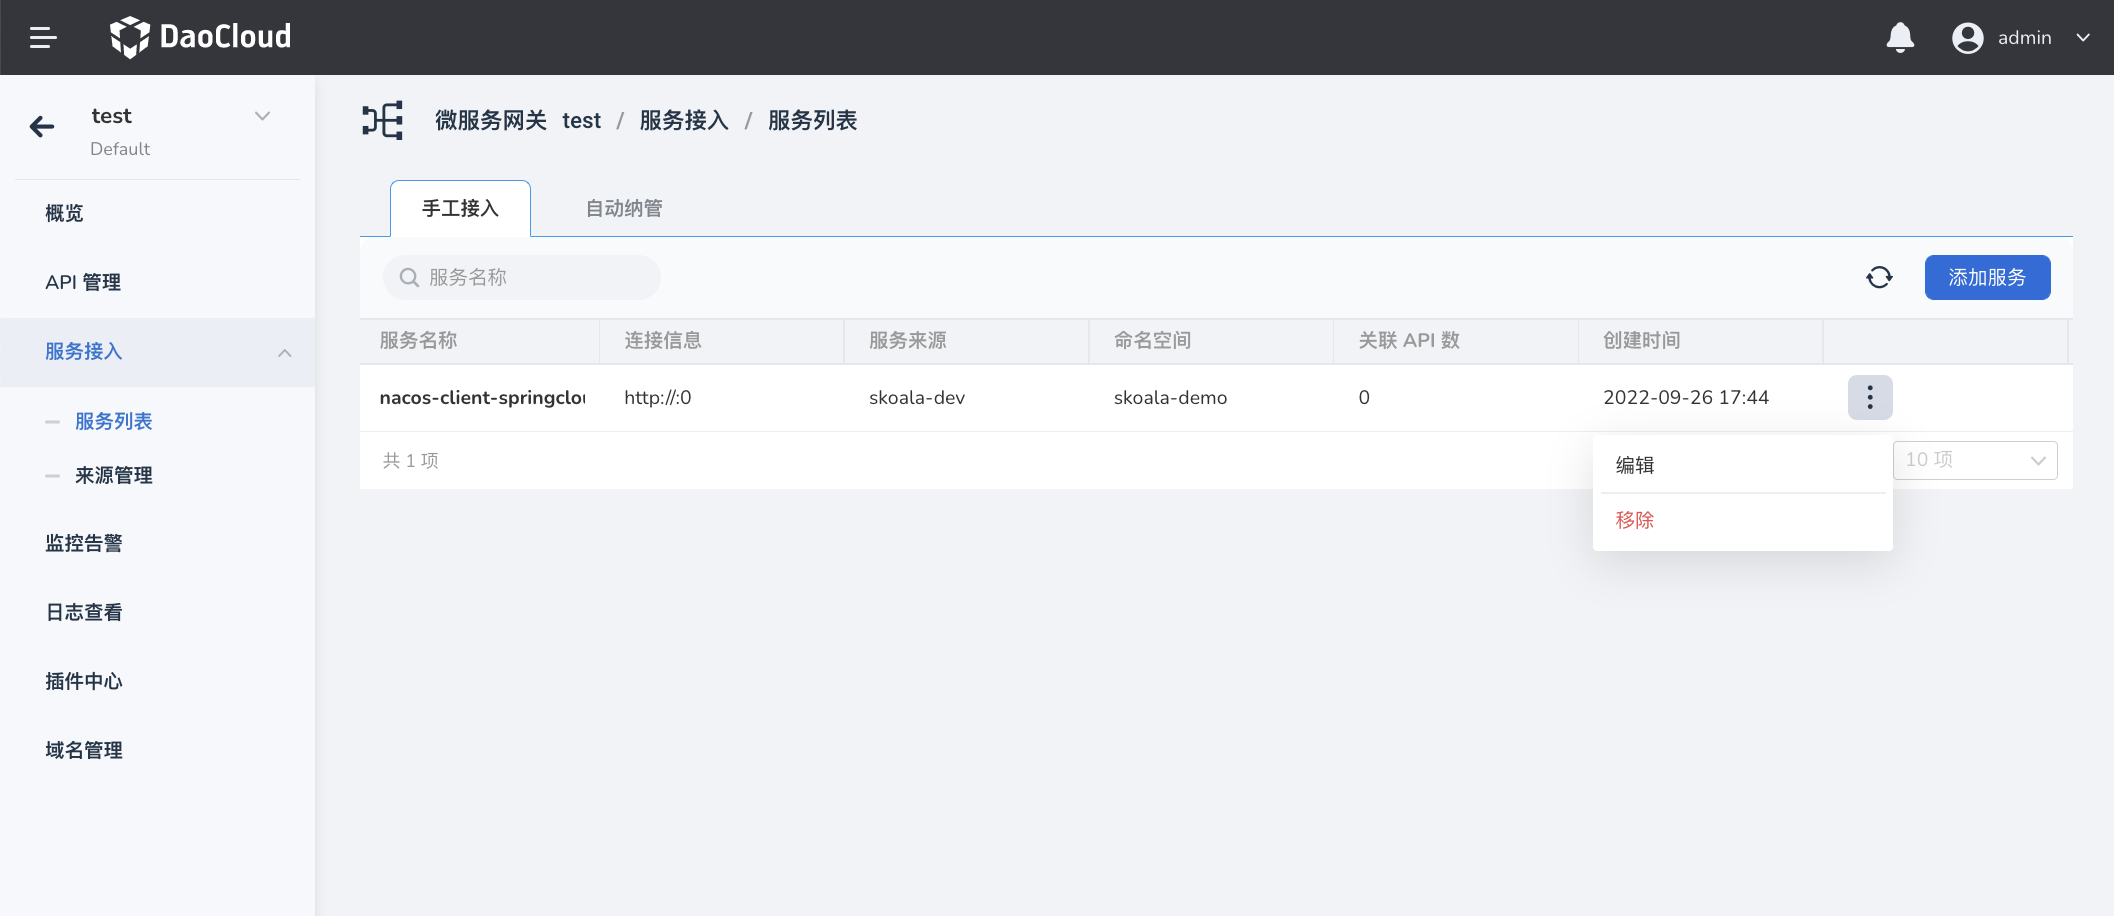 DaoCloud
admin
test
Default
概览
API 管理
服务接入
服务列表
来源管理
监控告警
日志查看
插件中心
域名管理
微服务网关 test / 服务接入 / 服务列表
手工接入
自动纳管
服务名称
添加服务
服务名称 连接信息 服务来源 命名空间 关联 API 数 创建时间
nacos-client-springclou http://:0 skoala-dev skoala-demo 0 2022-09-26 17:44
共 1 项
10 项
编辑
移除